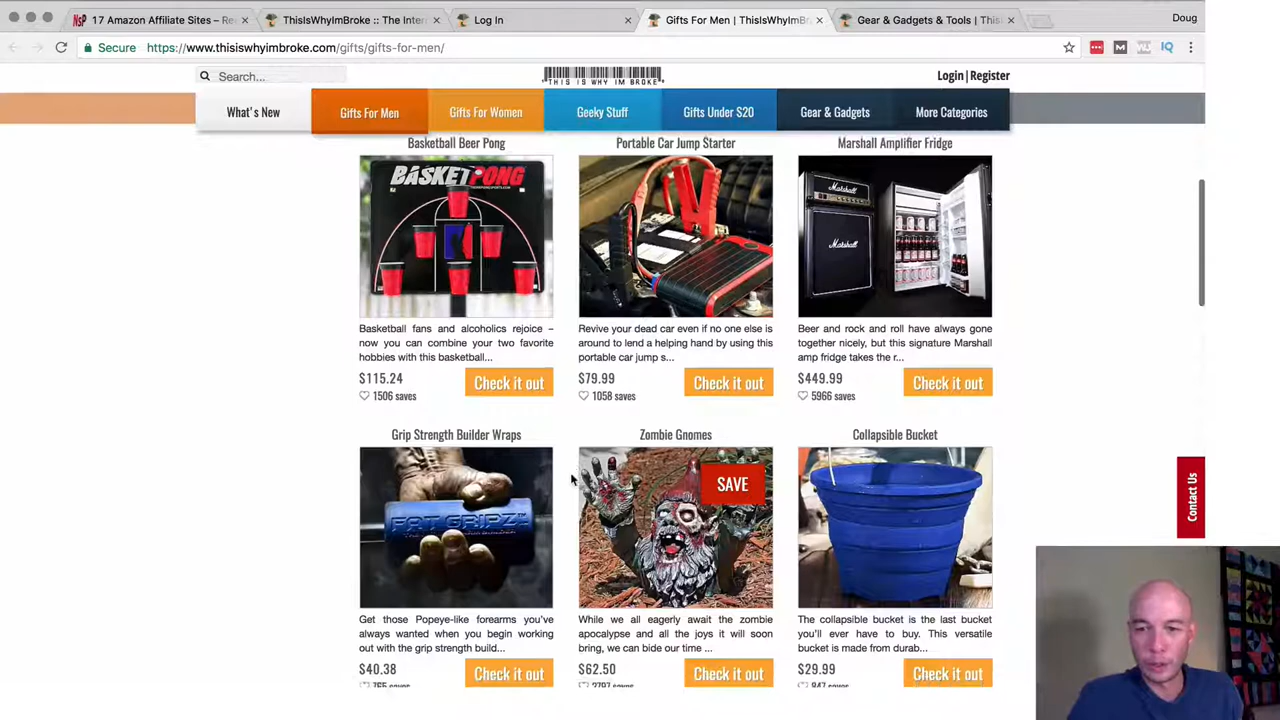 17 Amazon Affiliate Sites – Re
ThisIsWhyImBroke :: The Inter
Log In
Gifts For Men | ThisIsWhyImBr
Gear & Gadgets & Tools | This
Doug
Secure
https://www.thisiswhyimbroke.com/gifts/gifts-for-men/
Search...
THIS IS WHY IM BROKE
Login | Register
What's New
Gifts For Men
Gifts For Women
Geeky Stuff
Gifts Under $20
Gear & Gadgets
More Categories
Basketball Beer Pong
Portable Car Jump Starter
Marshall Amplifier Fridge
BASKETPONG
Marshall
Marshall
Basketball fans and alcoholics rejoice –
now you can combine your two favorite
hobbies with this basketball...
Revive your dead car even if no one else is
around to lend a helping hand by using this
portable car jump s...
Beer and rock and roll have always gone
together nicely, but this signature Marshall
amp fridge takes the r...
$115.24
Check it out
1506 saves
$79.99
Check it out
1058 saves
$449.99
Check it out
5966 saves
Grip Strength Builder Wraps
Zombie Gnomes
Collapsible Bucket
FAT GRIPZ
SAVE
Contact Us
Get those Popeye-like forearms you've
always wanted when you begin working
out with the grip strength build...
While we all eagerly await the zombie
apocalypse and all the joys it will soon
bring, we can bide our time ...
The collapsible bucket is the last bucket
you'll ever have to buy. This versatile
bucket is made from durab...
$40.38
Check it out
$62.50
Check it out
$29.99
Check it out